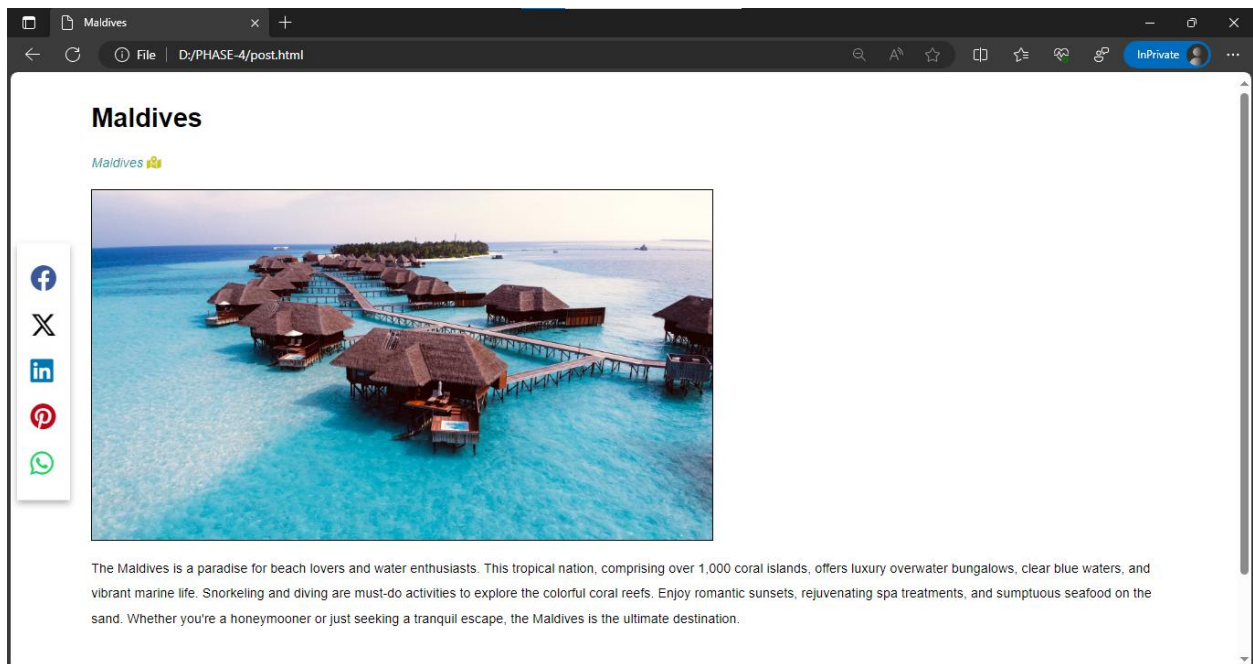 Maldives
File | D:/PHASE-4/post.html
InPrivate
Maldives
Maldives
The Maldives is a paradise for beach lovers and water enthusiasts. This tropical nation, comprising over 1,000 coral islands, offers luxury overwater bungalows, clear blue waters, and
vibrant marine life. Snorkeling and diving are must-do activities to explore the colorful coral reefs. Enjoy romantic sunsets, rejuvenating spa treatments, and sumptuous seafood on the
sand. Whether you're a honeymooner or just seeking a tranquil escape, the Maldives is the ultimate destination.